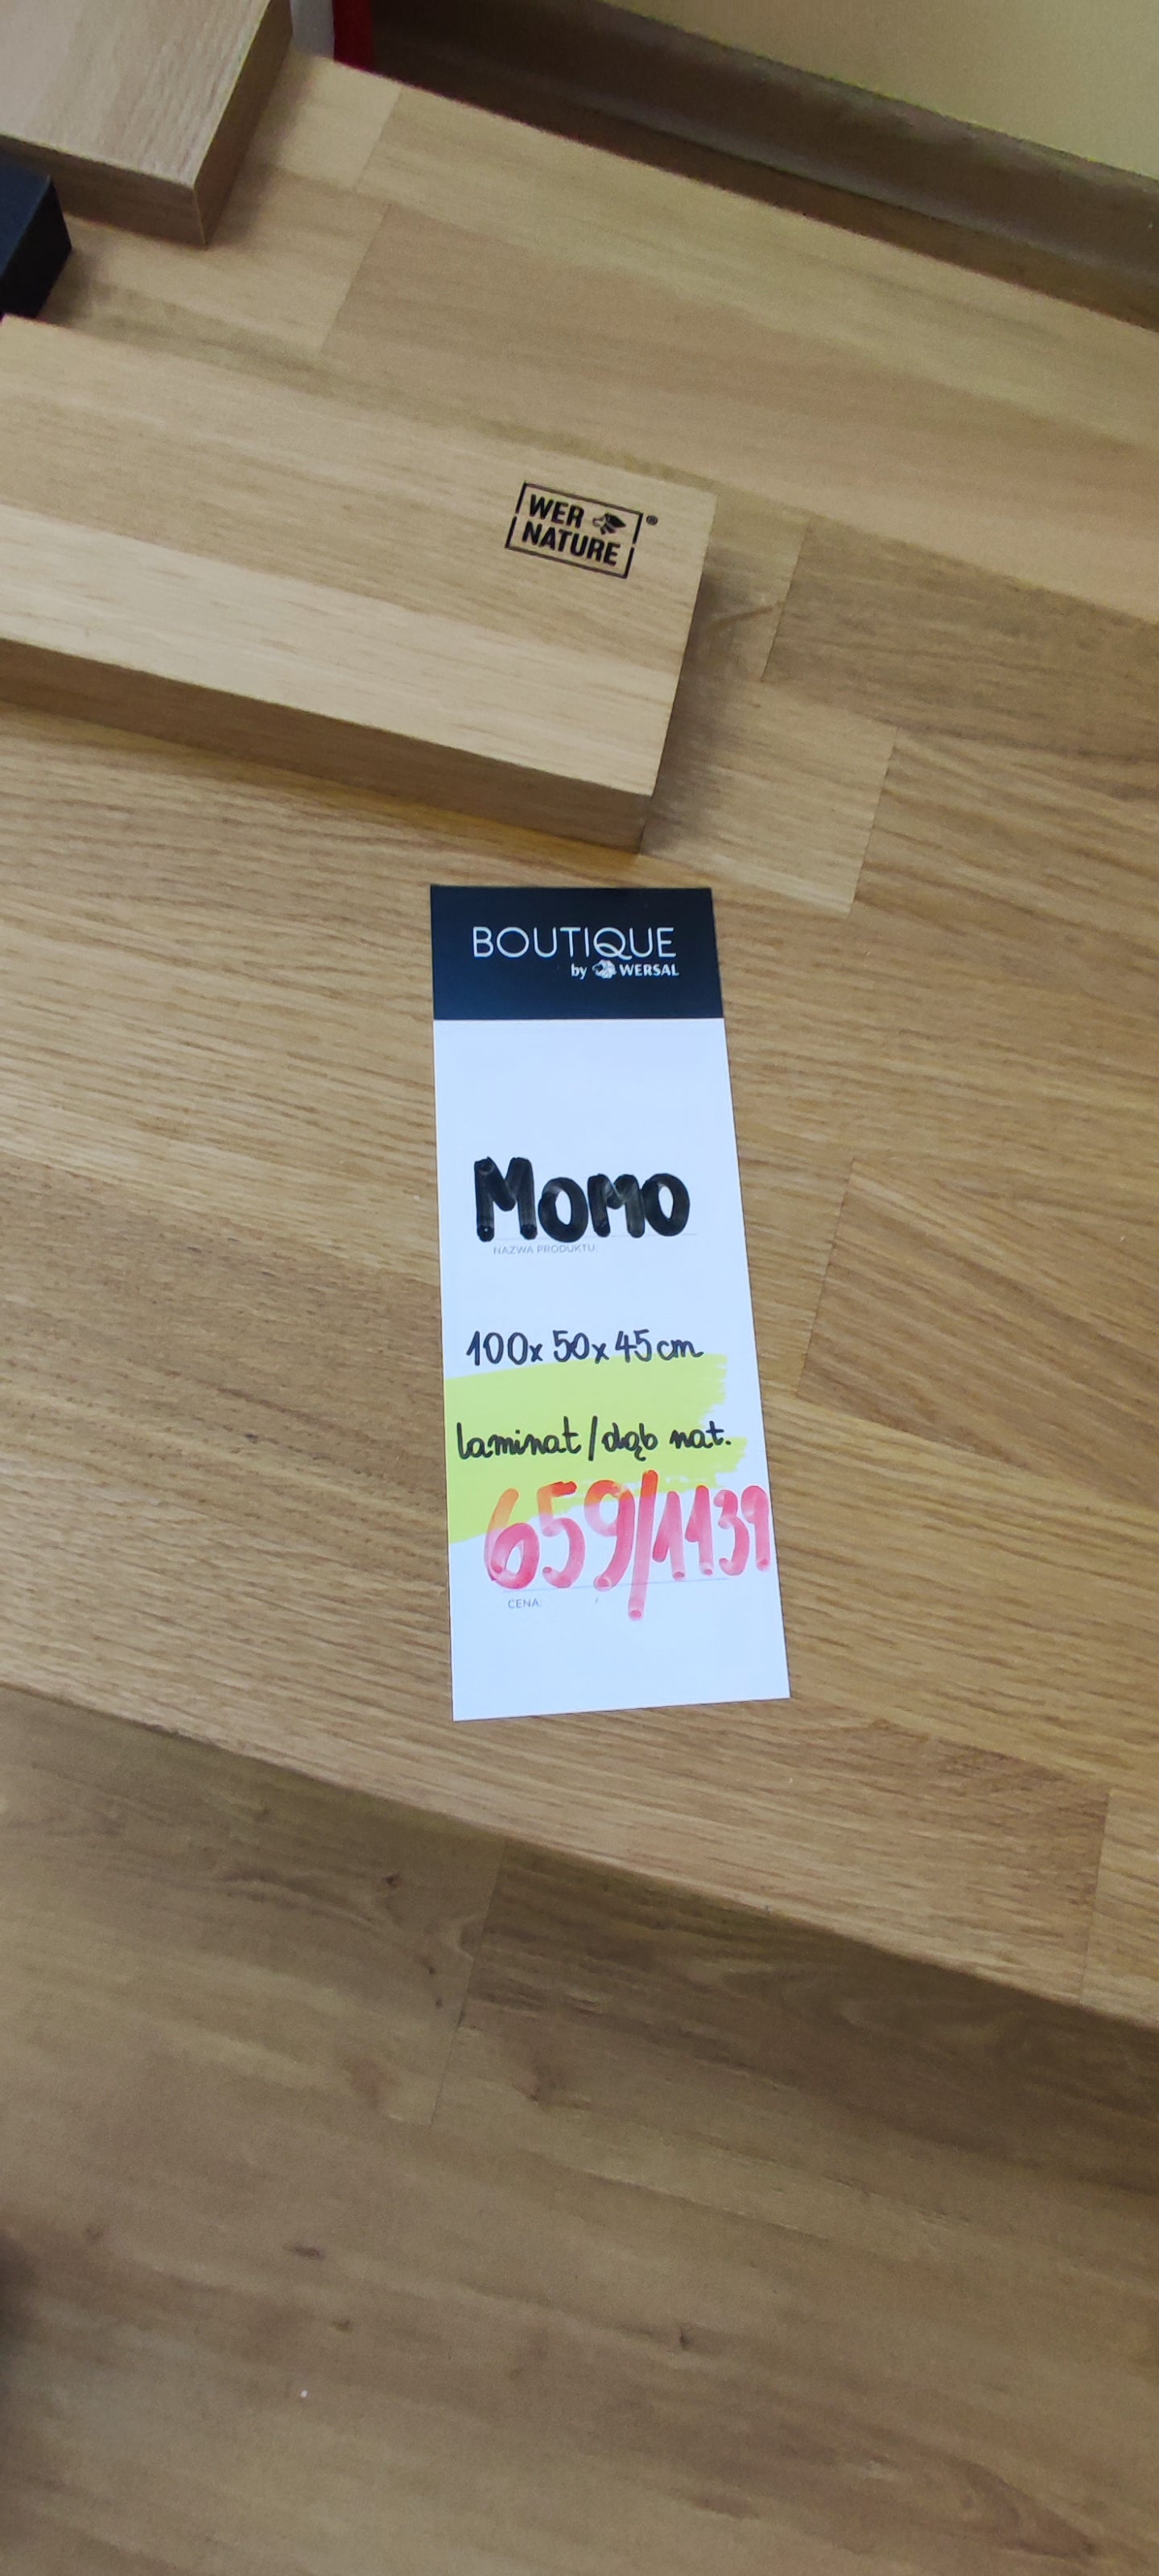 WER
NATURE®
BOUTIQUE
by WERSAL
MOMO
NAZWA PRODUKTU:
100x 50x 45cm
laminat/dąb nat.
659/1139
CENA: